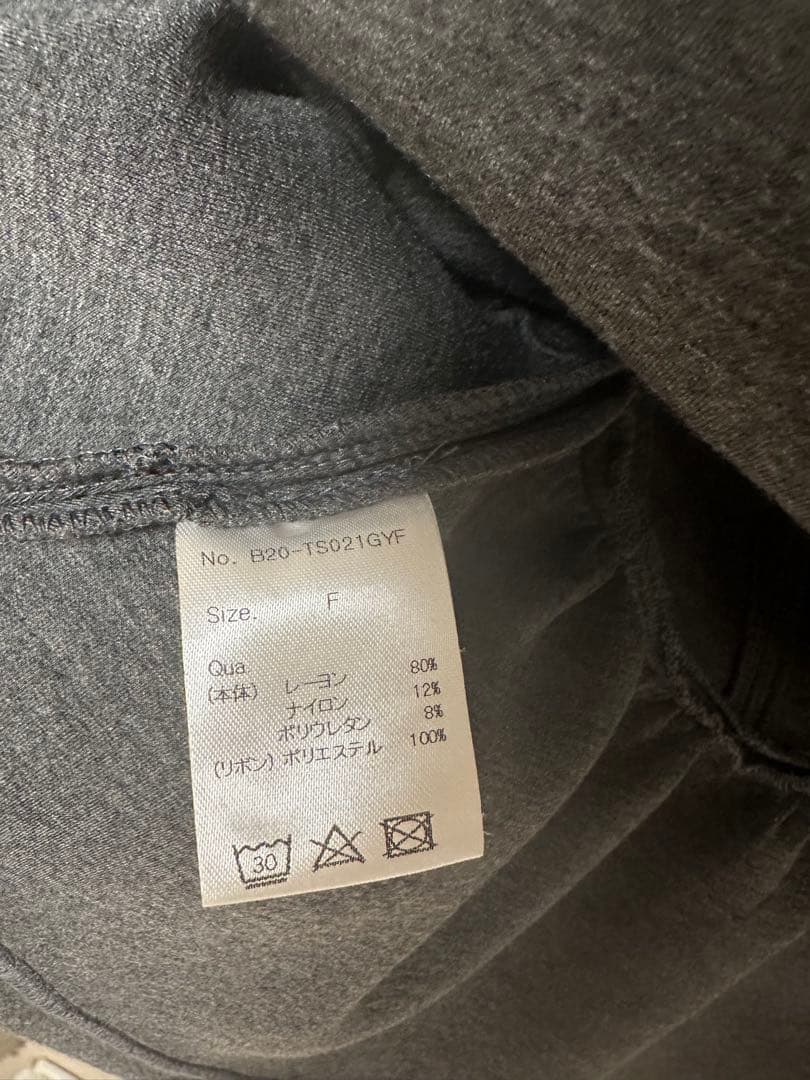 No. B20-TS021GYF
Size. F
Qua.
(本体) レーヨン 80%
ナイロン 12%
ポリウレタン 8%
(リボン) ポリエステル 100%
30